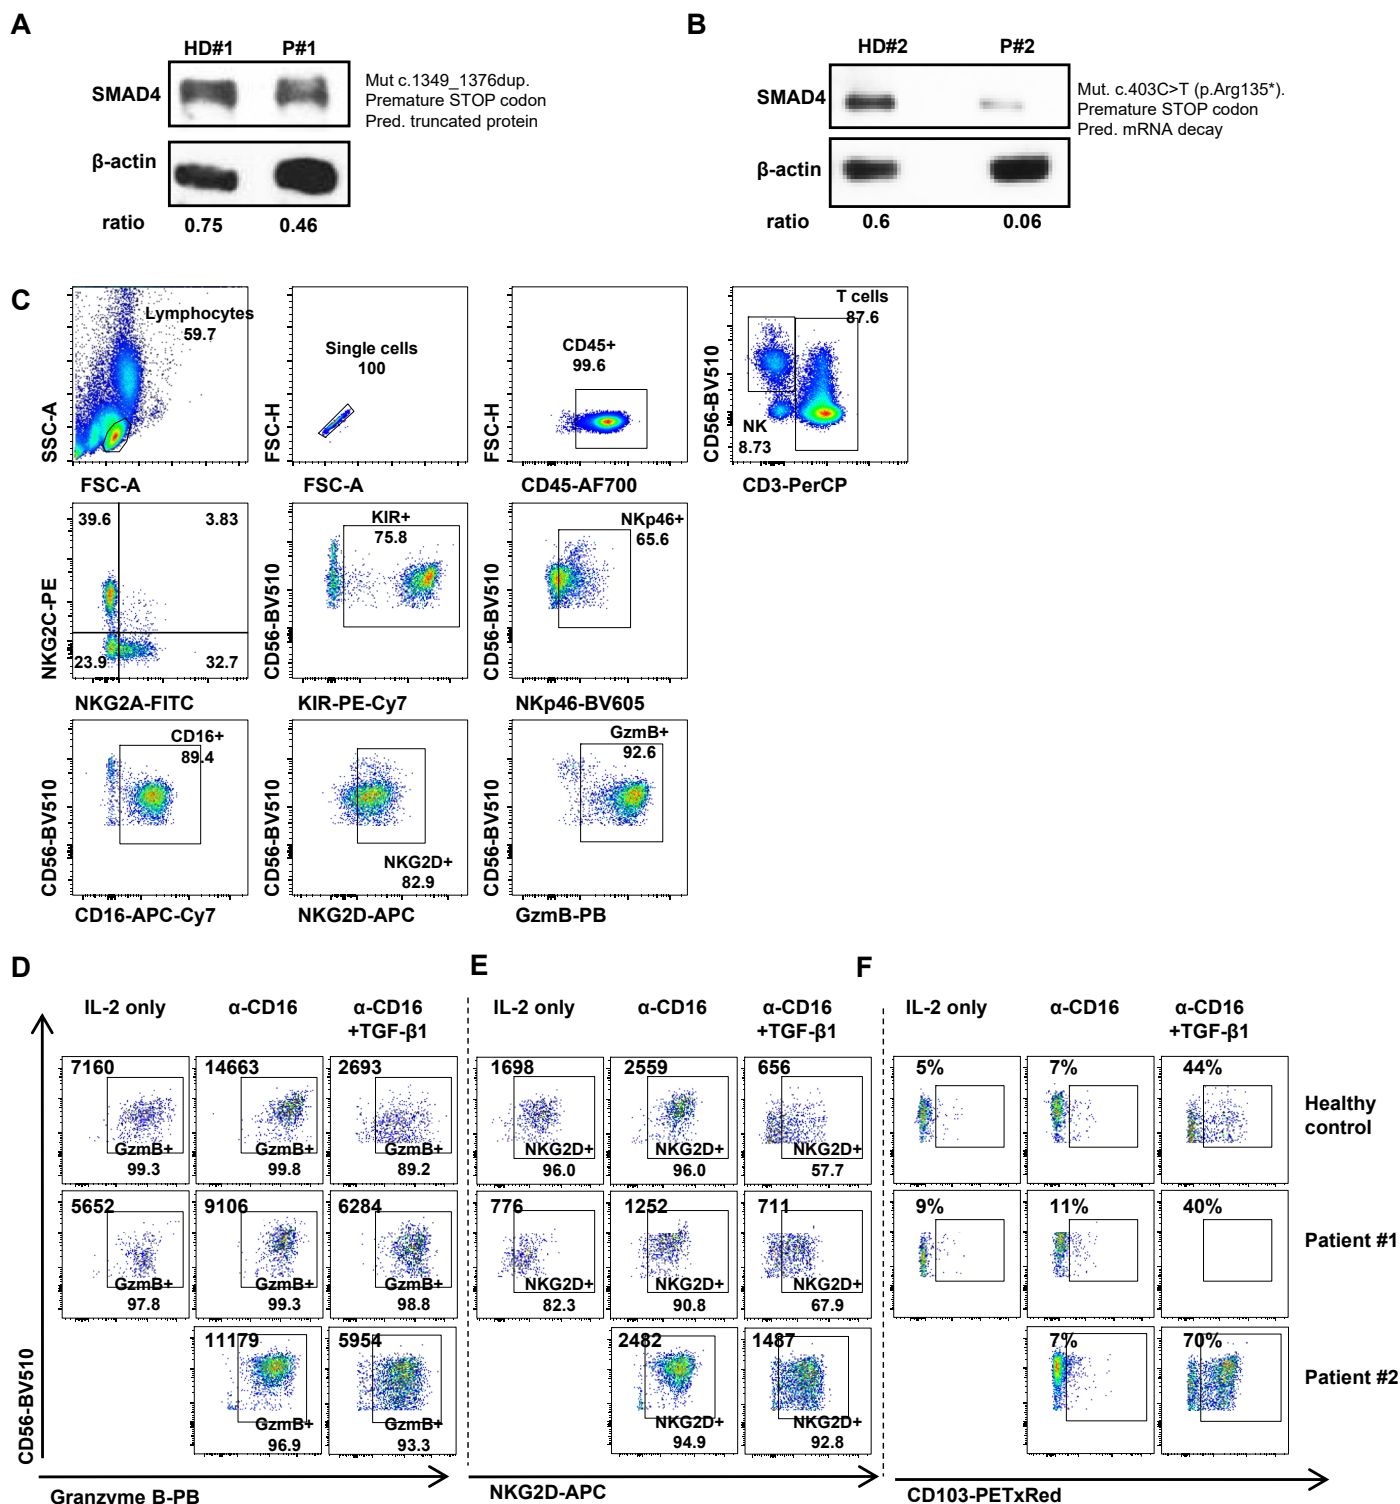 A
HD#1 P#1
SMAD4
Mut c.1349_1376dup.
Premature STOP codon
Pred. truncated protein
β-actin
ratio 0.75 0.46
B
HD#2 P#2
SMAD4
Mut. c.403C>T (p.Arg135*).
Premature STOP codon
Pred. mRNA decay
β-actin
ratio 0.6 0.06
C
Lymphocytes
59.7
SSC-A
FSC-A
Single cells
100
FSC-H
FSC-A
CD45+
99.6
FSC-H
CD45-AF700
T cells
87.6
NK
8.73
CD56-BV510
CD3-PerCP
39.6 3.83
23.9 32.7
NKG2C-PE
NKG2A-FITC
KIR+
75.8
CD56-BV510
KIR-PE-Cy7
NKp46+
65.6
CD56-BV510
NKp46-BV605
CD16+
89.4
CD56-BV510
CD16-APC-Cy7
NKG2D+
82.9
CD56-BV510
NKG2D-APC
GzmB+
92.6
CD56-BV510
GzmB-PB
D
IL-2 only α-CD16 α-CD16
+TGF-β1
7160 14663 2693
GzmB+ GzmB+ GzmB+
99.3 99.8 89.2
5652 9106 6284
GzmB+ GzmB+ GzmB+
97.8 99.3 98.8
11179 5954
GzmB+ GzmB+
96.9 93.3
CD56-BV510
Granzyme B-PB
E
IL-2 only α-CD16 α-CD16
+TGF-β1
1698 2559 656
NKG2D+ NKG2D+ NKG2D+
96.0 96.0 57.7
776 1252 711
NKG2D+ NKG2D+ NKG2D+
82.3 90.8 67.9
2482 1487
NKG2D+ NKG2D+
94.9 92.8
NKG2D-APC
F
IL-2 only α-CD16 α-CD16
+TGF-β1
5% 7% 44%
Healthy
control
9% 11% 40%
Patient #1
7% 70%
Patient #2
CD103-PETxRed